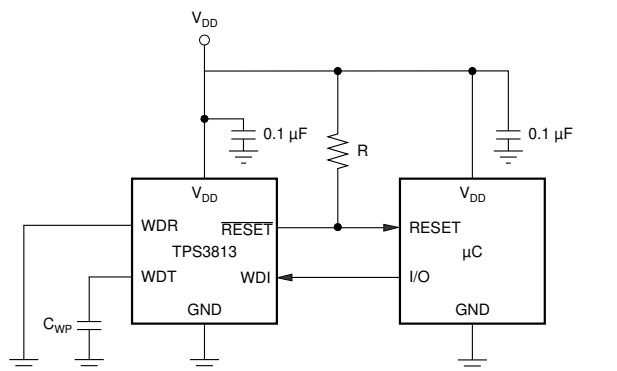 VDD
0.1 µF
R
0.1 µF
VDD
WDR
RESET
TPS3813
WDT
WDI
GND
CWP
VDD
RESET
µC
I/O
GND